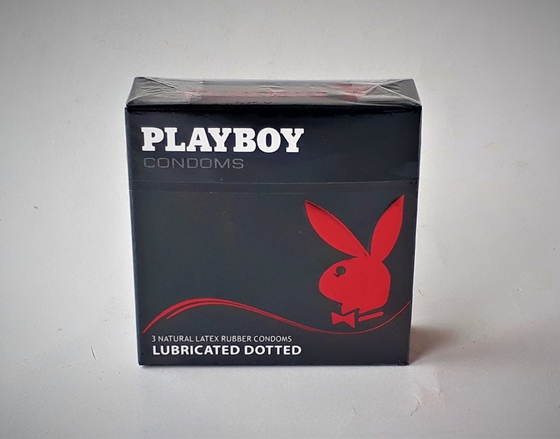 PLAYBOY
CONDOMS
3 NATURAL LATEX RUBBER CONDOMS
LUBRICATED DOTTED